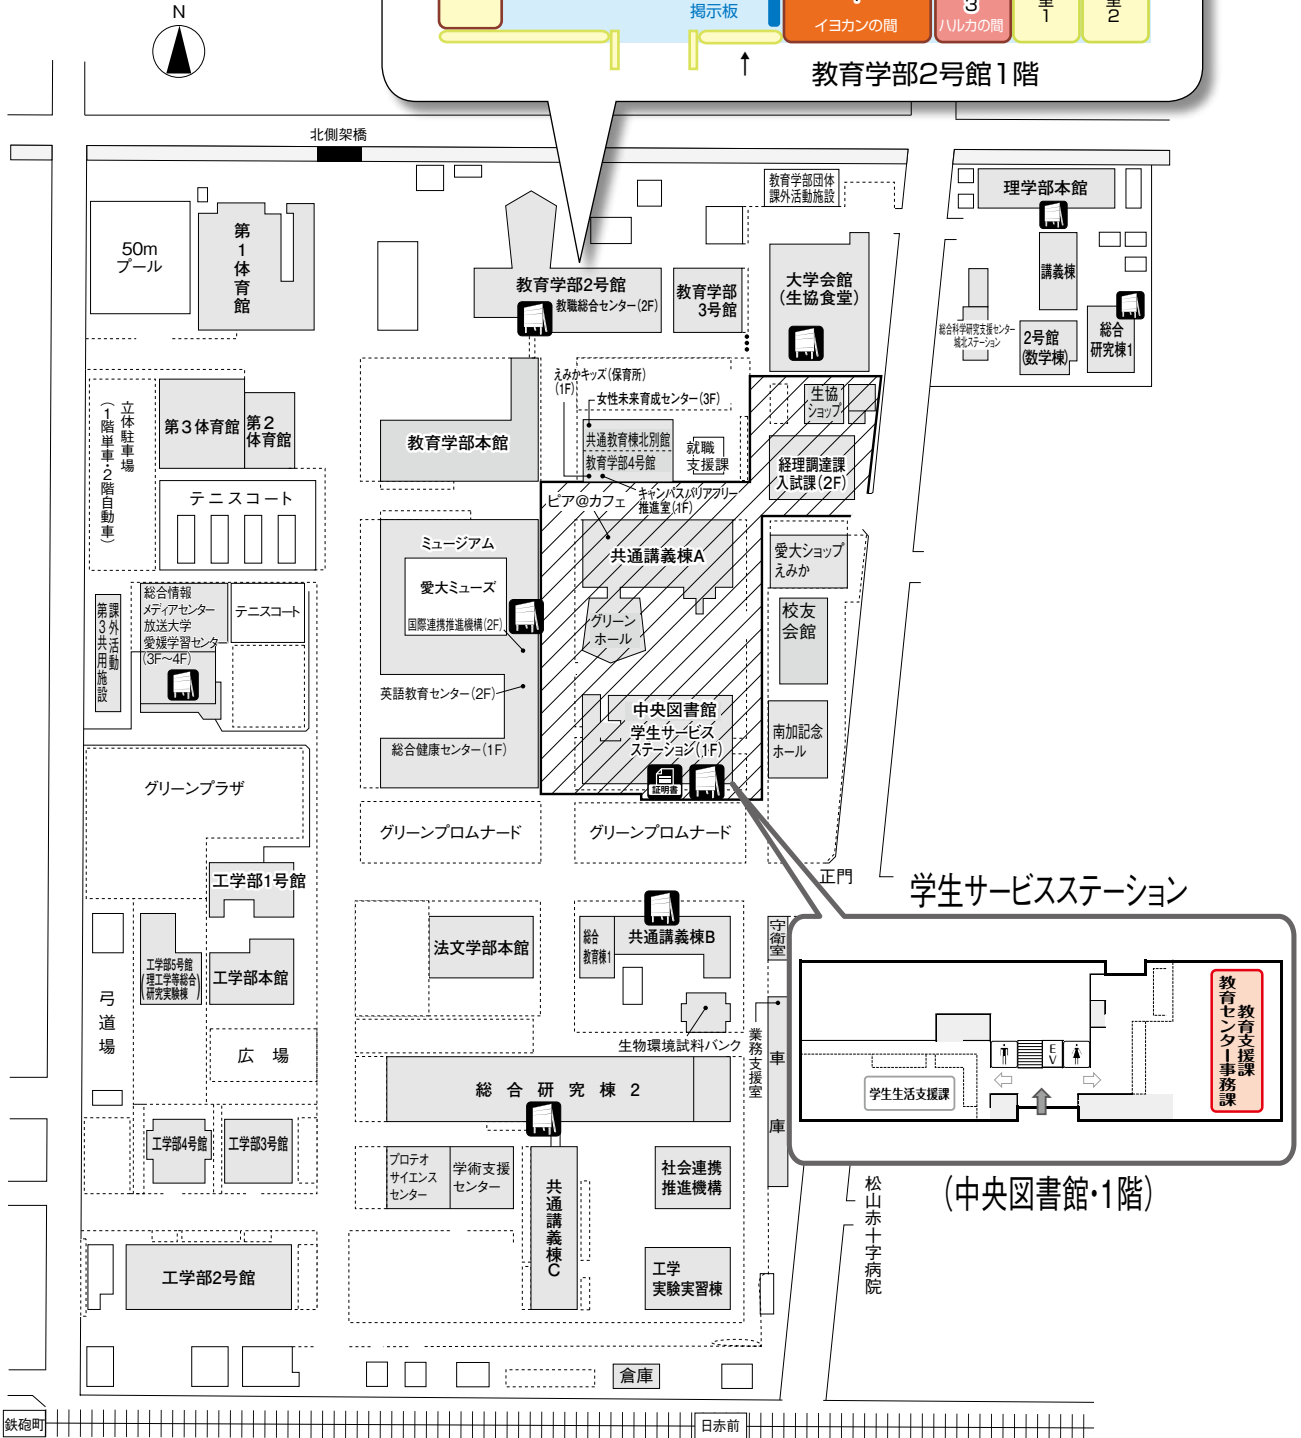 N
掲示板
イヨカンの間
3
ハルカの間
1
2
教育学部2号館1階
北側架橋
教育学部団体
課外活動施設
理学部本館
50m
プール
第1体育館
講義棟
教育学部2号館
教職総合センター(2F)
教育学部
3号館
大学会館
(生協食堂)
総合科学研究支援センター
城北ステーション
2号館
(数学棟)
総合
研究棟1
えみかキッズ(保育所)
(1F)
女性未来育成センター(3F)
生協
ショップ
立体駐車場
(1階単車・2階自動車)
第3体育館
第2
体育館
教育学部本館
共通教育棟北別館
教育学部4号館
就職
支援課
経理調達課
入試課(2F)
テニスコート
ピア@カフェ
キャンパスバリアフリー
推進室(1F)
ミュージアム
共通講義棟A
愛大ショップ
えみか
愛大ミューズ
国際連携推進機構(2F)
グリーン
ホール
校友
会館
課外活動
第3共用施設
総合情報
メディアセンター
放送大学
愛媛学習センター
(3F〜4F)
テニスコート
英語教育センター(2F)
中央図書館
学生サービス
ステーション(1F)
南加記念
ホール
総合健康センター(1F)
証明書
グリーンプラザ
グリーンプロムナード
グリーンプロムナード
正門
学生サービスステーション
工学部1号館
法文学部本館
総合
教育棟1
共通講義棟B
守衛室
工学部5号館
(理工学等総合
研究実験棟)
工学部本館
弓道場
広場
生物環境試料バンク
業務支援室
車庫
EV
学生生活支援課
教育支援課
教育センター事務課
総合研究棟2
工学部4号館
工学部3号館
プロテオ
サイエンス
センター
学術支援
センター
共通講義棟C
社会連携
推進機構
(中央図書館・1階)
松山赤十字病院
工学部2号館
工学
実験実習棟
倉庫
鉄砲町
日赤前